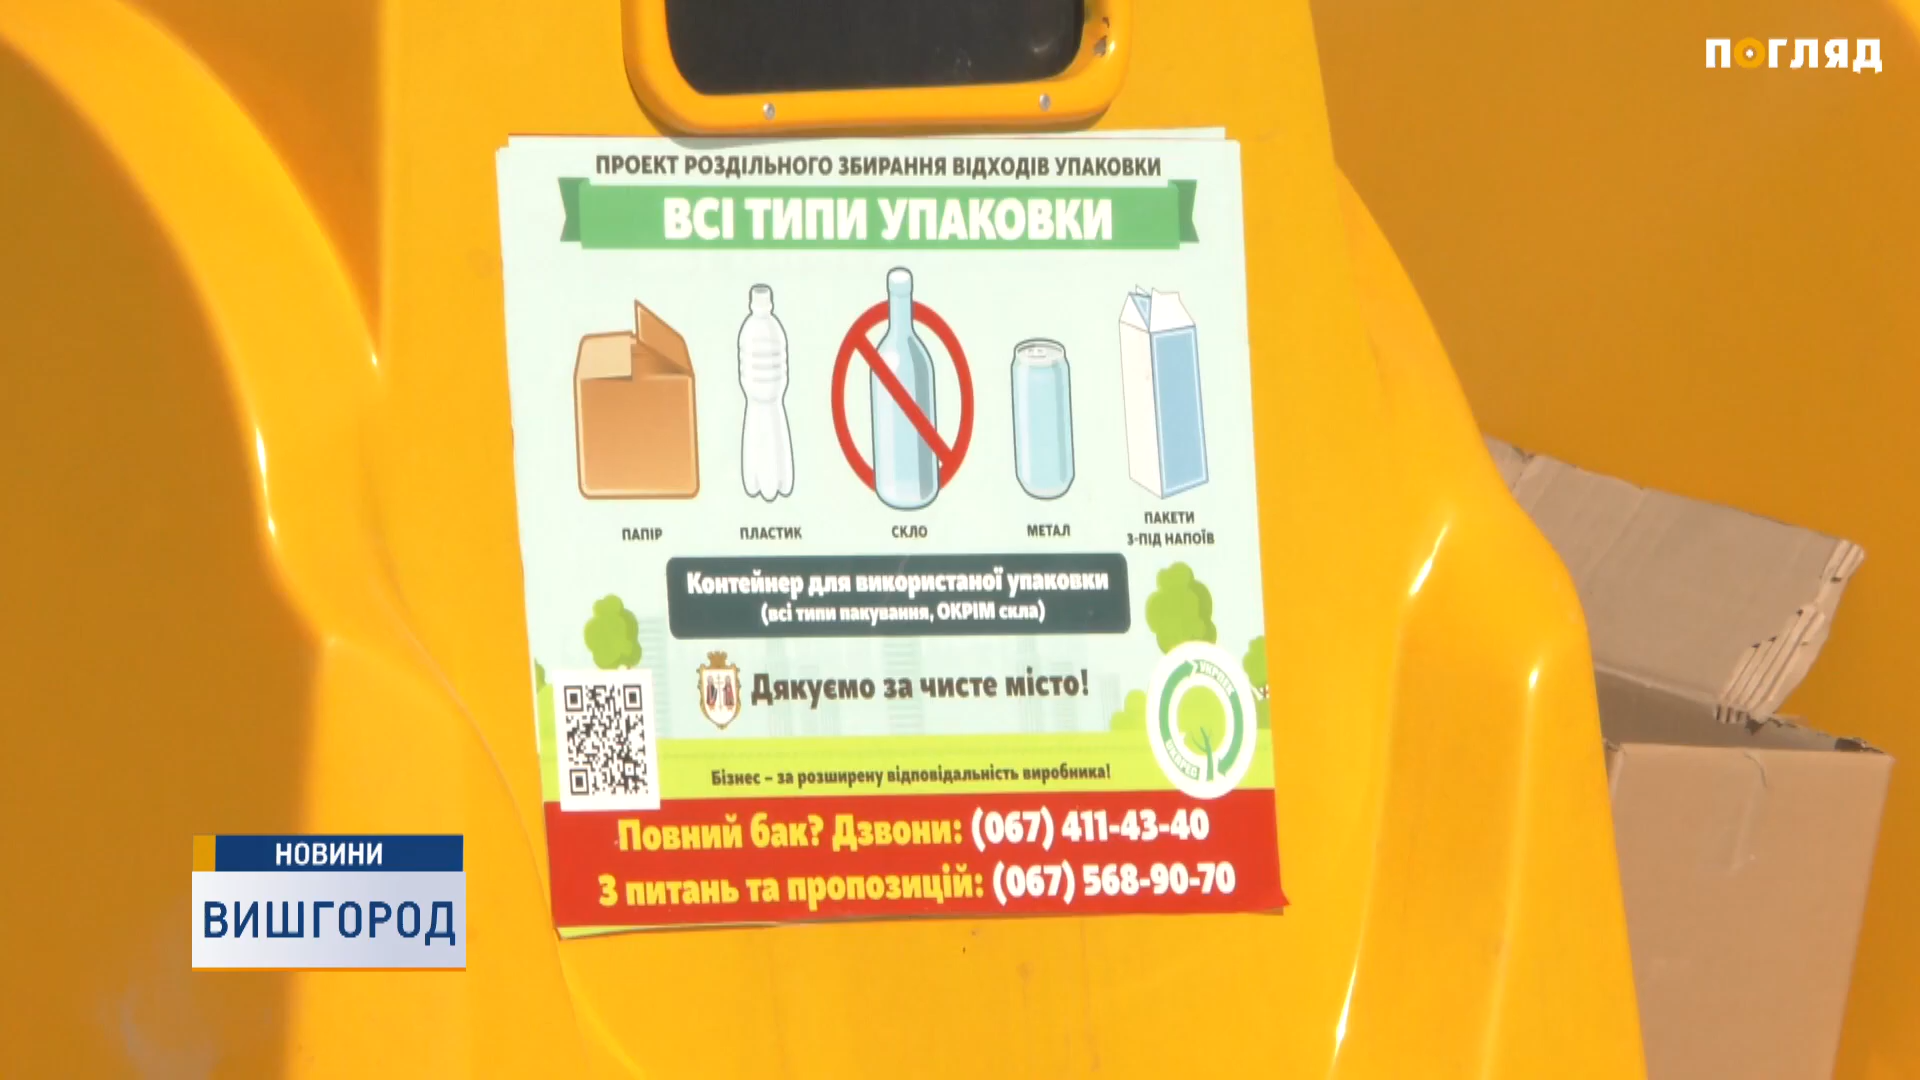 ПОГЛЯД
ПРОЕКТ РОЗДІЛЬНОГО ЗБИРАННЯ ВІДХОДІВ УПАКОВКИ
ВСІ ТИПИ УПАКОВКИ
ПАПІР
ПЛАСТИК
СКЛО
МЕТАЛ
ПАКЕТИ
З-ПІД НАПОЇВ
Контейнер для використаної упаковки
(всі типи пакування, ОКРІМ скла)
Дякуємо за чисте місто!
УКРПЕК
УКРВРЕС
Бізнес – за розширену відповідальність виробника!
Повний бак? Дзвони: (067) 411-43-40
З питань та пропозицій: (067) 568-90-70
НОВИНИ
ВИШГОРОД